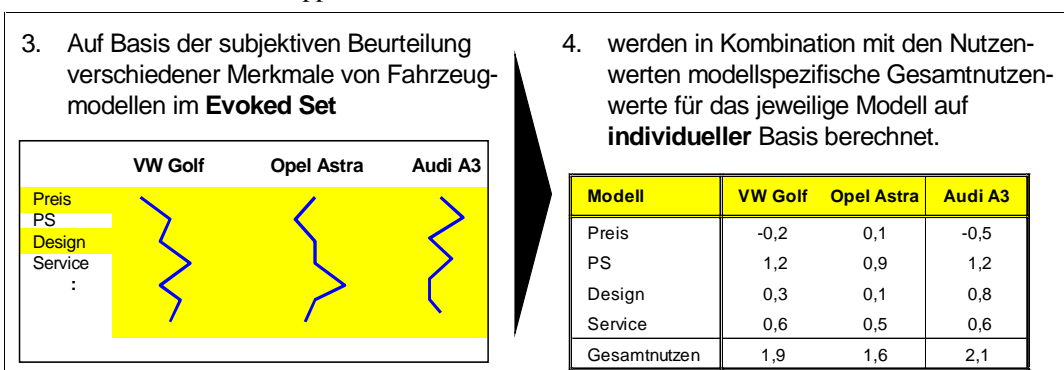 3. Auf Basis der subjektiven Beurteilung
verschiedener Merkmale von Fahrzeug-
modellen im Evoked Set
VW Golf Opel Astra Audi A3
Preis
PS
Design
Service
:
4. werden in Kombination mit den Nutzen-
werten modellspezifische Gesamtnutzen-
werte für das jeweilige Modell auf
individueller Basis berechnet.
Modell VW Golf Opel Astra Audi A3
Preis -0,2 0,1 -0,5
PS 1,2 0,9 1,2
Design 0,3 0,1 0,8
Service 0,6 0,5 0,6
Gesamtnutzen 1,9 1,6 2,1